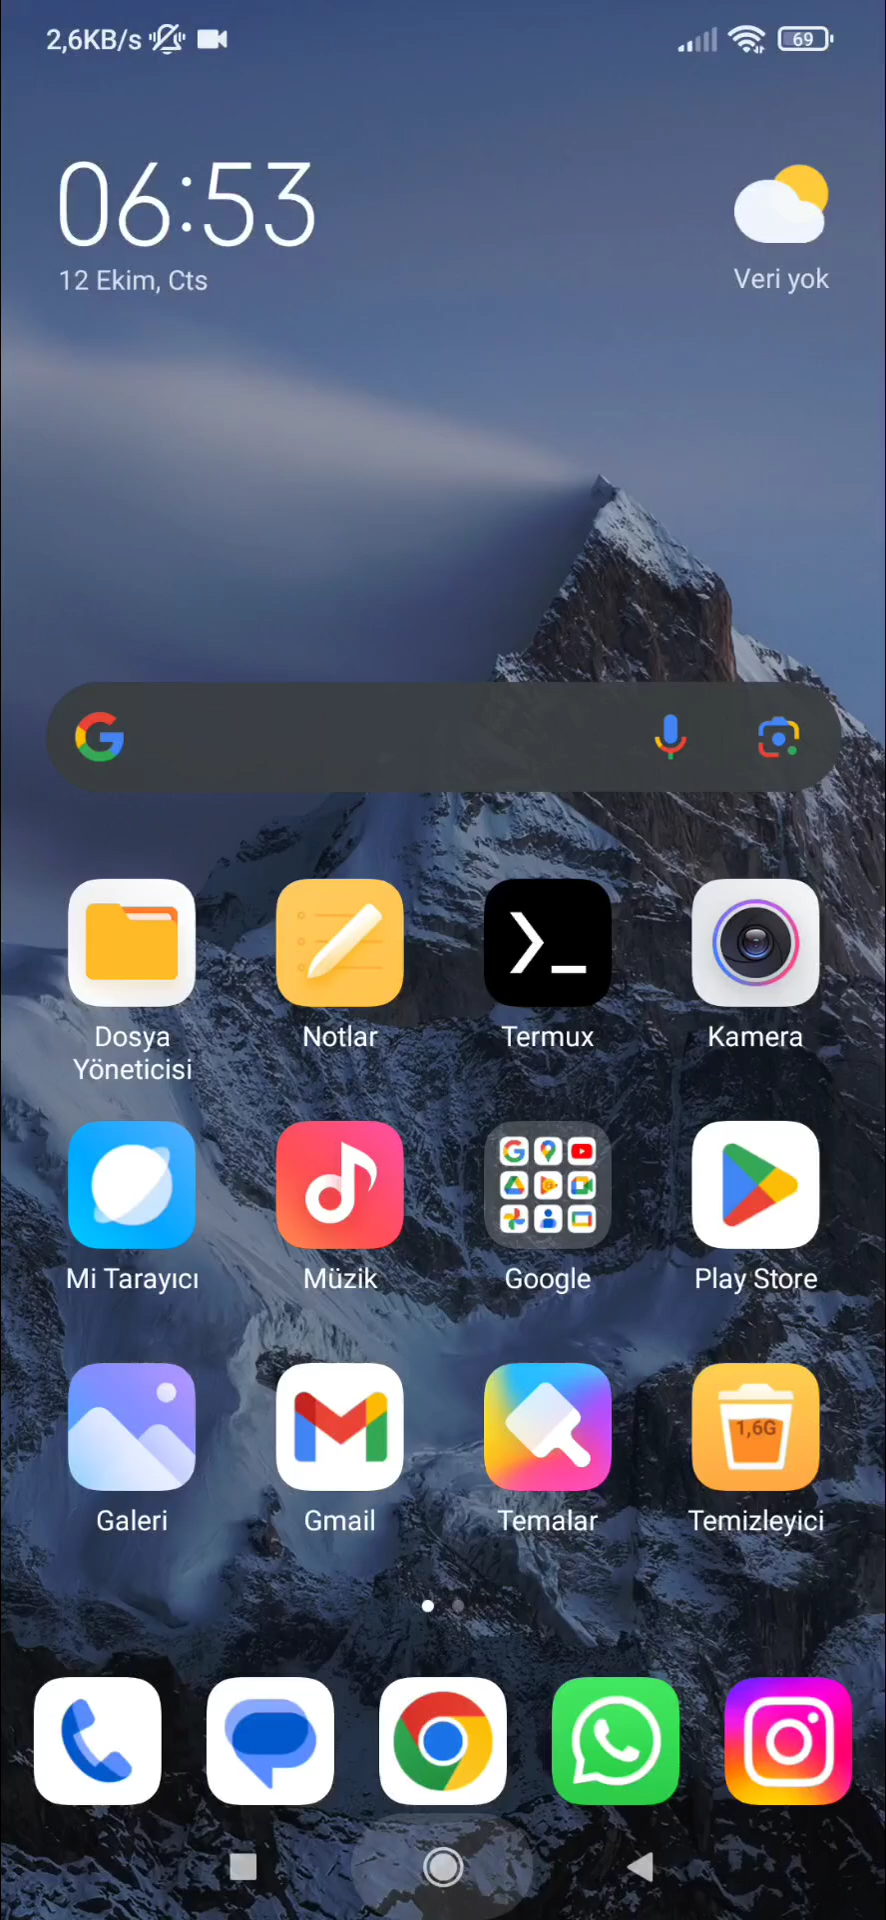 2,6KB/s
69
06:53
12 Ekim, Cts
Veri yok
Dosya Yöneticisi
Notlar
Termux
Kamera
Mi Tarayıcı
Müzik
Google
Play Store
1,6G
Galeri
Gmail
Temalar
Temizleyici